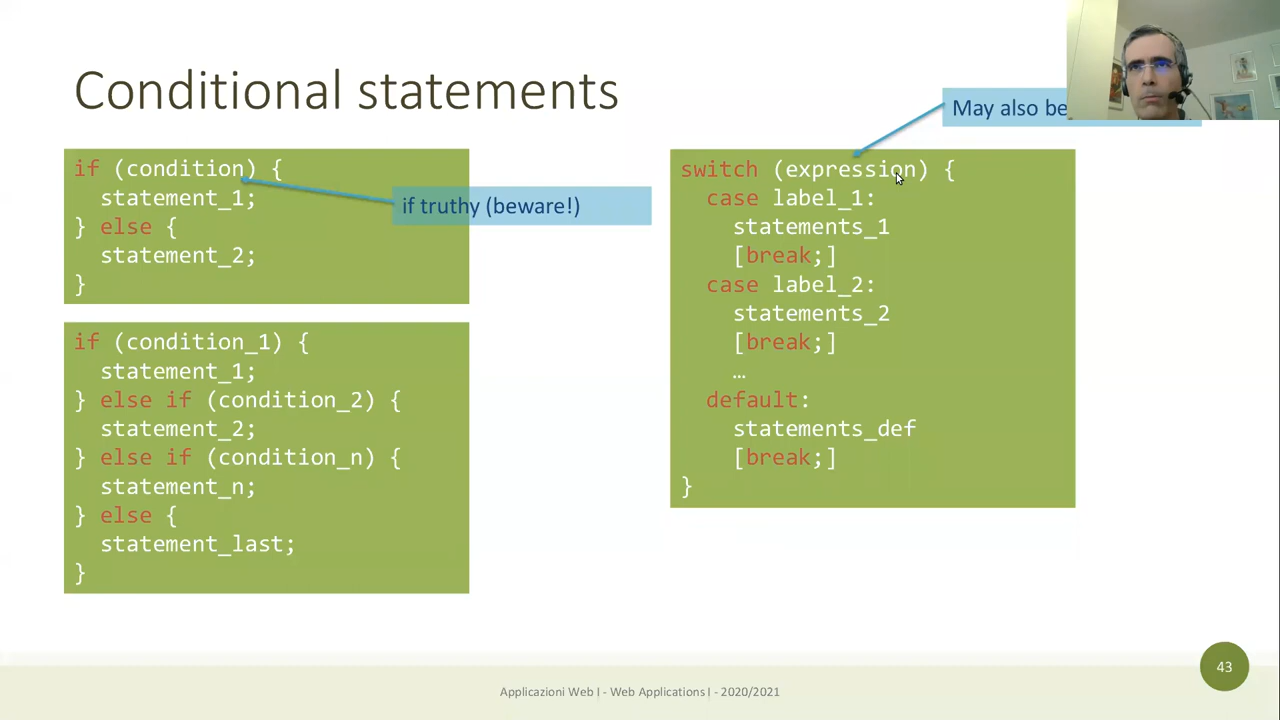 Conditional statements
if (condition) {
  statement_1;
} else {
  statement_2;
}
if truthy (beware!)
if (condition_1) {
  statement_1;
} else if (condition_2) {
  statement_2;
} else if (condition_n) {
  statement_n;
} else {
  statement_last;
}
May also be
switch (expression) {
  case label_1:
    statements_1
    [break;]
  case label_2:
    statements_2
    [break;]
    …
  default:
    statements_def
    [break;]
}
Applicazioni Web I - Web Applications I - 2020/2021
43